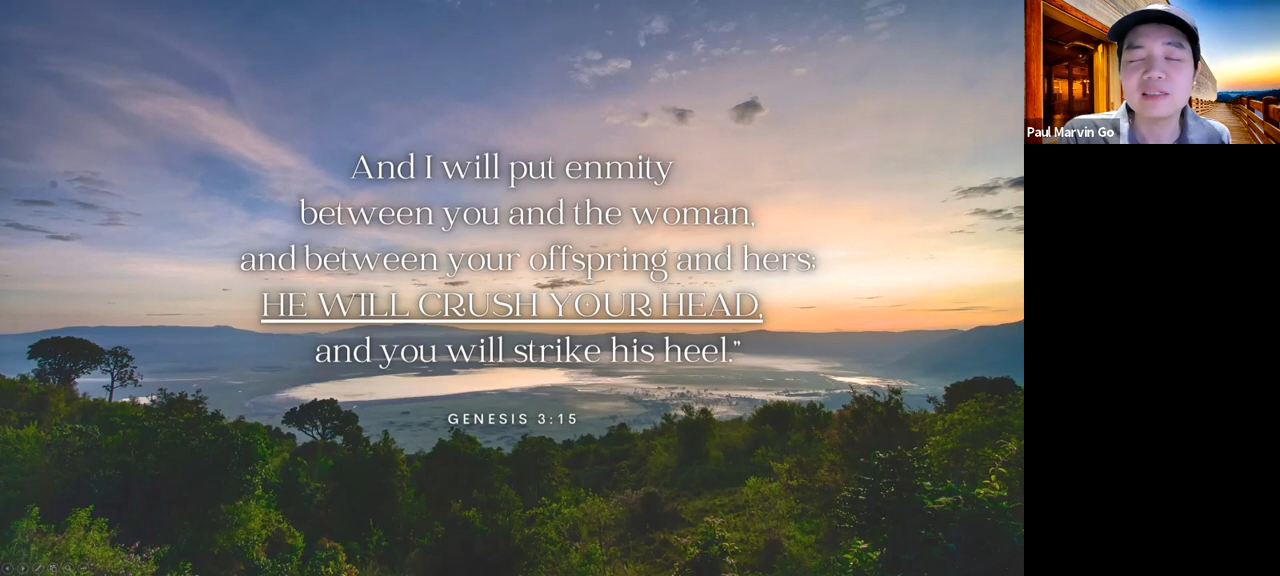 And I will put enmity
between you and the woman,
and between your offspring and hers;
HE WILL CRUSH YOUR HEAD,
and you will strike his heel.”
GENESIS 3:15
Paul Marvin Go